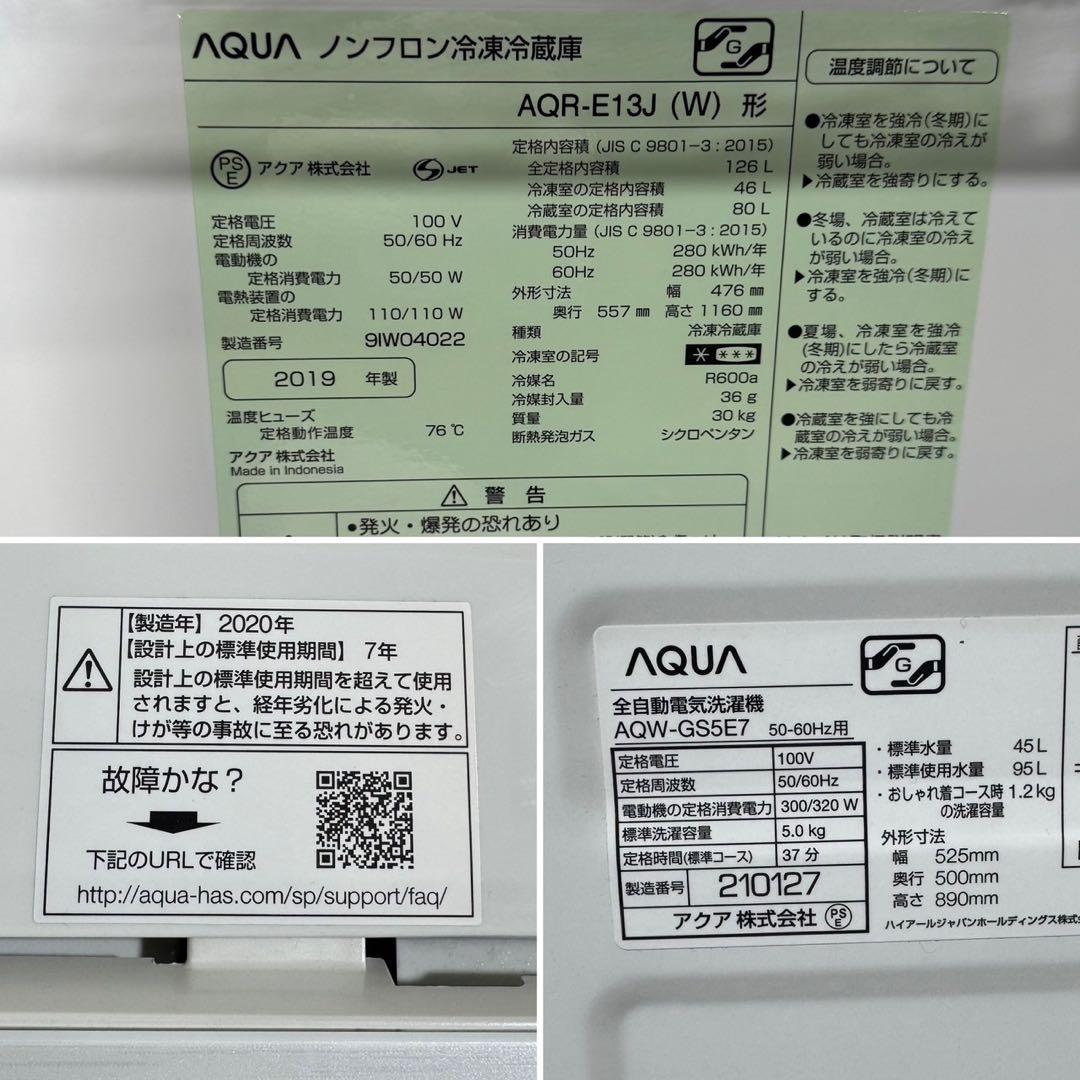 AQUA ノンフロン冷凍冷蔵庫
G
AQR-E13J (W) 形
PS
E
アクア 株式会社
S JET
定格電圧 100 V
定格周波数 50/60 Hz
電動機の
定格消費電力 50/50 W
電熱装置の
定格消費電力 110/110 W
製造番号 9IW04022
2019 年製
温度ヒューズ
定格動作温度 76 ℃
アクア 株式会社
Made in Indonesia
定格内容積 (JIS C 9801-3 : 2015)
全定格内容積 126 L
冷凍室の定格内容積 46 L
冷蔵室の定格内容積 80 L
消費電力量 (JIS C 9801-3 : 2015)
50Hz 280 kWh/年
60Hz 280 kWh/年
外形寸法 幅 476 ㎜
奥行 557 ㎜ 高さ 1160 ㎜
種類 冷凍冷蔵庫
冷凍室の記号 * ***
冷媒名 R600a
冷媒封入量 36 g
質量 30 kg
断熱発泡ガス シクロペンタン
⚠ 警 告
●発火・爆発の恐れあり
温度調節について
●冷凍室を強冷(冬期)に
しても冷凍室の冷えが
弱い場合。
▶冷蔵室を強寄りにする。
●冬場、冷蔵室は冷えて
いるのに冷凍室の冷え
が弱い場合。
▶冷凍室を強冷(冬期)に
する。
●夏場、冷凍室を強冷
(冬期)にしたら冷蔵室
の冷えが弱い場合。
▶冷凍室を弱寄りに戻す。
●冷蔵室を強にしても冷
蔵室の冷えが弱い場合。
▶冷凍室を弱寄りに戻す。
【製造年】 2020年
【設計上の標準使用期間】 7年
設計上の標準使用期間を超えて使用
されますと、経年劣化による発火・
けが等の事故に至る恐れがあります。
故障かな？
下記のURLで確認
http://aqua-has.com/sp/support/faq/
AQUA
G
全自動電気洗濯機
AQW-GS5E7 50-60Hz用
定格電圧 100V
定格周波数 50/60Hz
電動機の定格消費電力 300/320 W
標準洗濯容量 5.0 kg
定格時間(標準コース) 37 分
製造番号 210127
アクア 株式会社
PS
E
・標準水量 45 L
・標準使用水量 95 L
・おしゃれ着コース時 1.2 kg
の洗濯容量
外形寸法
幅 525mm
奥行 500mm
高さ 890mm
ハイアールジャパンホールディングス株式